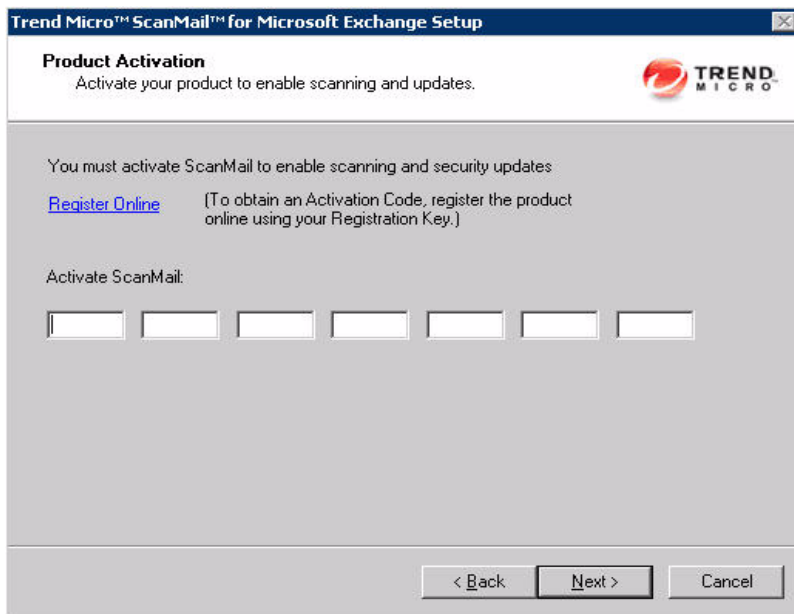 Trend Micro™ ScanMail™ for Microsoft Exchange Setup
Product Activation
Activate your product to enable scanning and updates.
TREND
MICRO™
You must activate ScanMail to enable scanning and security updates
Register Online
(To obtain an Activation Code, register the product
online using your Registration Key.)
Activate ScanMail:
< Back
Next >
Cancel